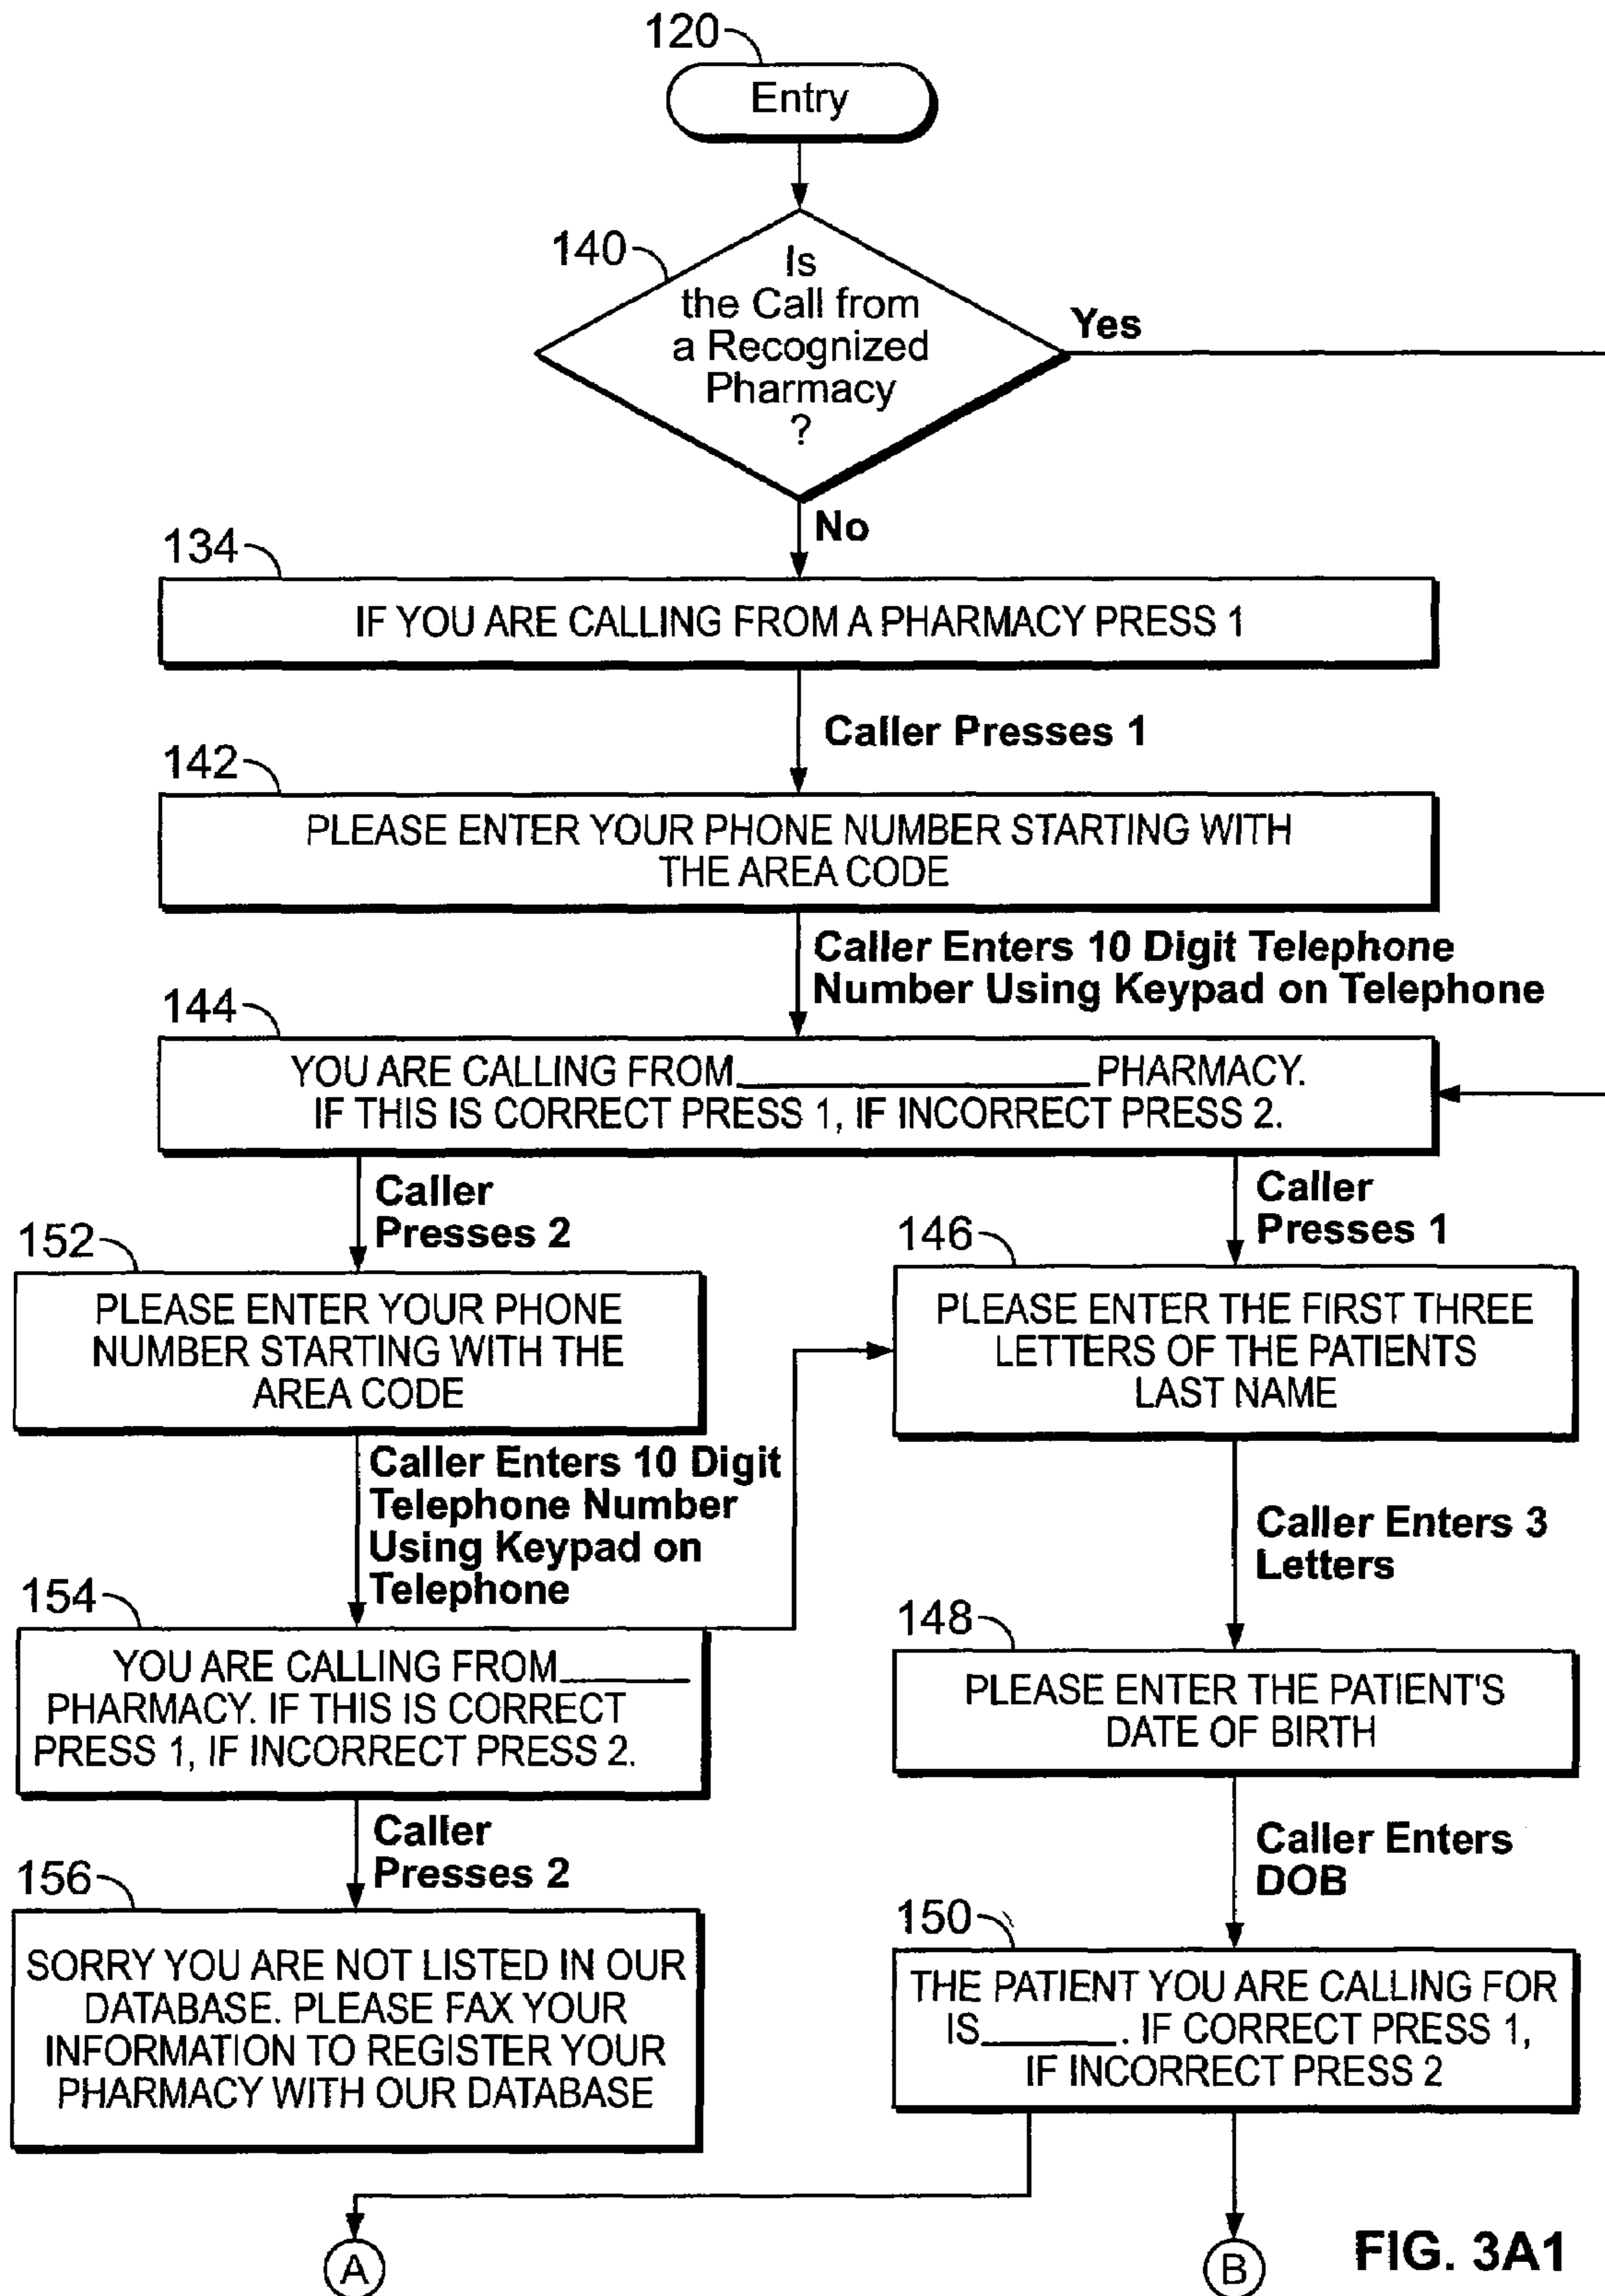 120
Entry
140
Is
the Call from
a Recognized
Pharmacy
?
Yes
No
134
IF YOU ARE CALLING FROM A PHARMACY PRESS 1
Caller Presses 1
142
PLEASE ENTER YOUR PHONE NUMBER STARTING WITH
THE AREA CODE
Caller Enters 10 Digit Telephone
Number Using Keypad on Telephone
144
YOU ARE CALLING FROM_______________ PHARMACY.
IF THIS IS CORRECT PRESS 1, IF INCORRECT PRESS 2.
Caller
Presses 2
Caller
Presses 1
152
PLEASE ENTER YOUR PHONE
NUMBER STARTING WITH THE
AREA CODE
146
PLEASE ENTER THE FIRST THREE
LETTERS OF THE PATIENTS
LAST NAME
Caller Enters 10 Digit
Telephone Number
Using Keypad on
Telephone
Caller Enters 3
Letters
154
YOU ARE CALLING FROM______
PHARMACY. IF THIS IS CORRECT
PRESS 1, IF INCORRECT PRESS 2.
148
PLEASE ENTER THE PATIENT'S
DATE OF BIRTH
Caller
Presses 2
Caller Enters
DOB
156
SORRY YOU ARE NOT LISTED IN OUR
DATABASE. PLEASE FAX YOUR
INFORMATION TO REGISTER YOUR
PHARMACY WITH OUR DATABASE
150
THE PATIENT YOU ARE CALLING FOR
IS______. IF CORRECT PRESS 1,
IF INCORRECT PRESS 2
A
B
FIG. 3A1